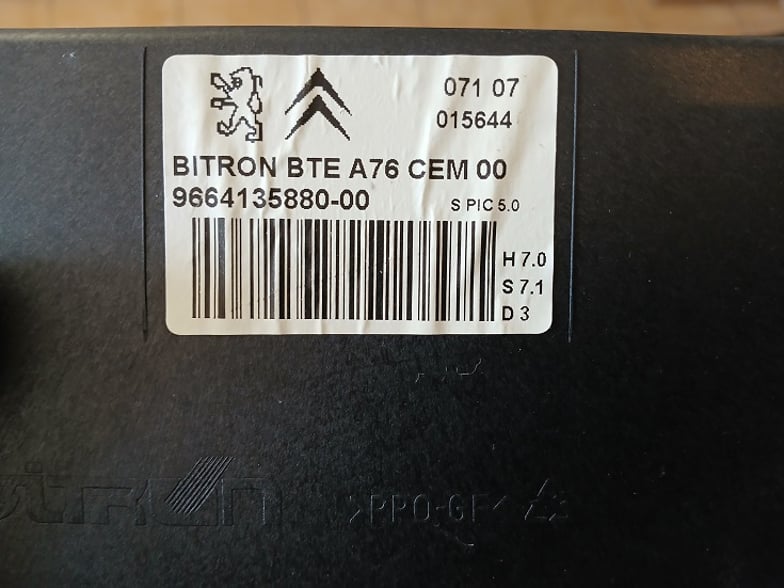 071 07
015644
BITRON BTE A76 CEM 00
9664135880-00
S PIC 5.0
H 7.0
S 7.1
D 3
>PPO-GF<